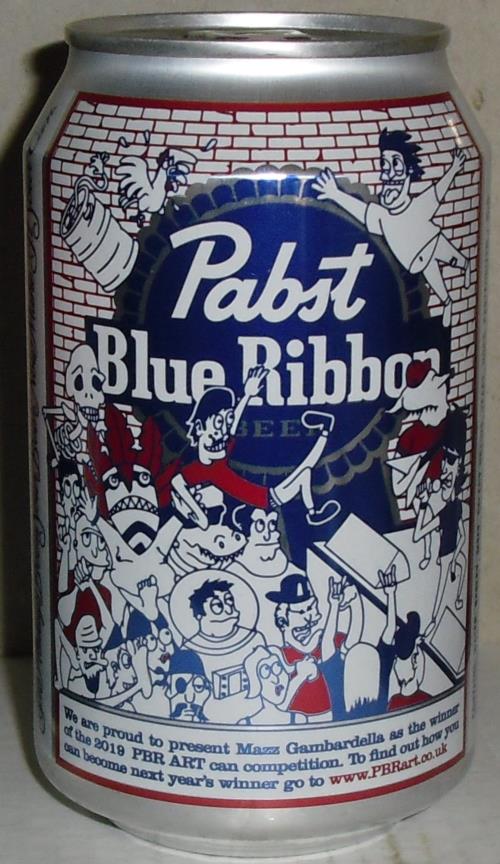 Pabst
Blue Ribbon
BEER
We are proud to present Mazz Gambardella as the winner
of the 2019 PBR ART can competition. To find out how you
can become next year's winner go to www.PBRart.co.uk